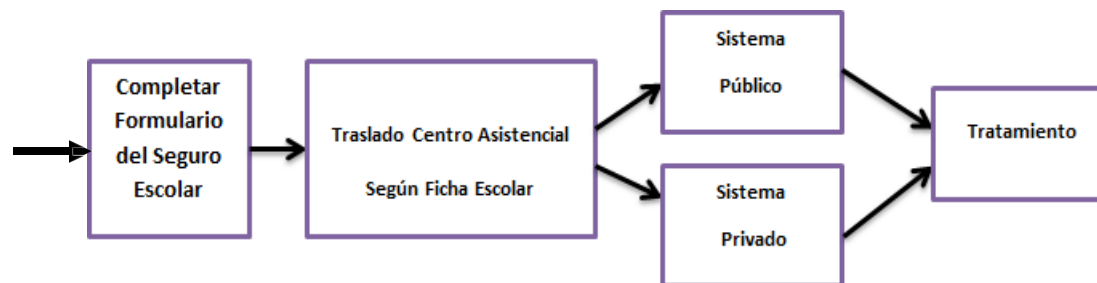 Completar
Formulario
del Seguro
Escolar
Traslado Centro Asistencial
Según Ficha Escolar
Sistema
Público
Sistema
Privado
Tratamiento